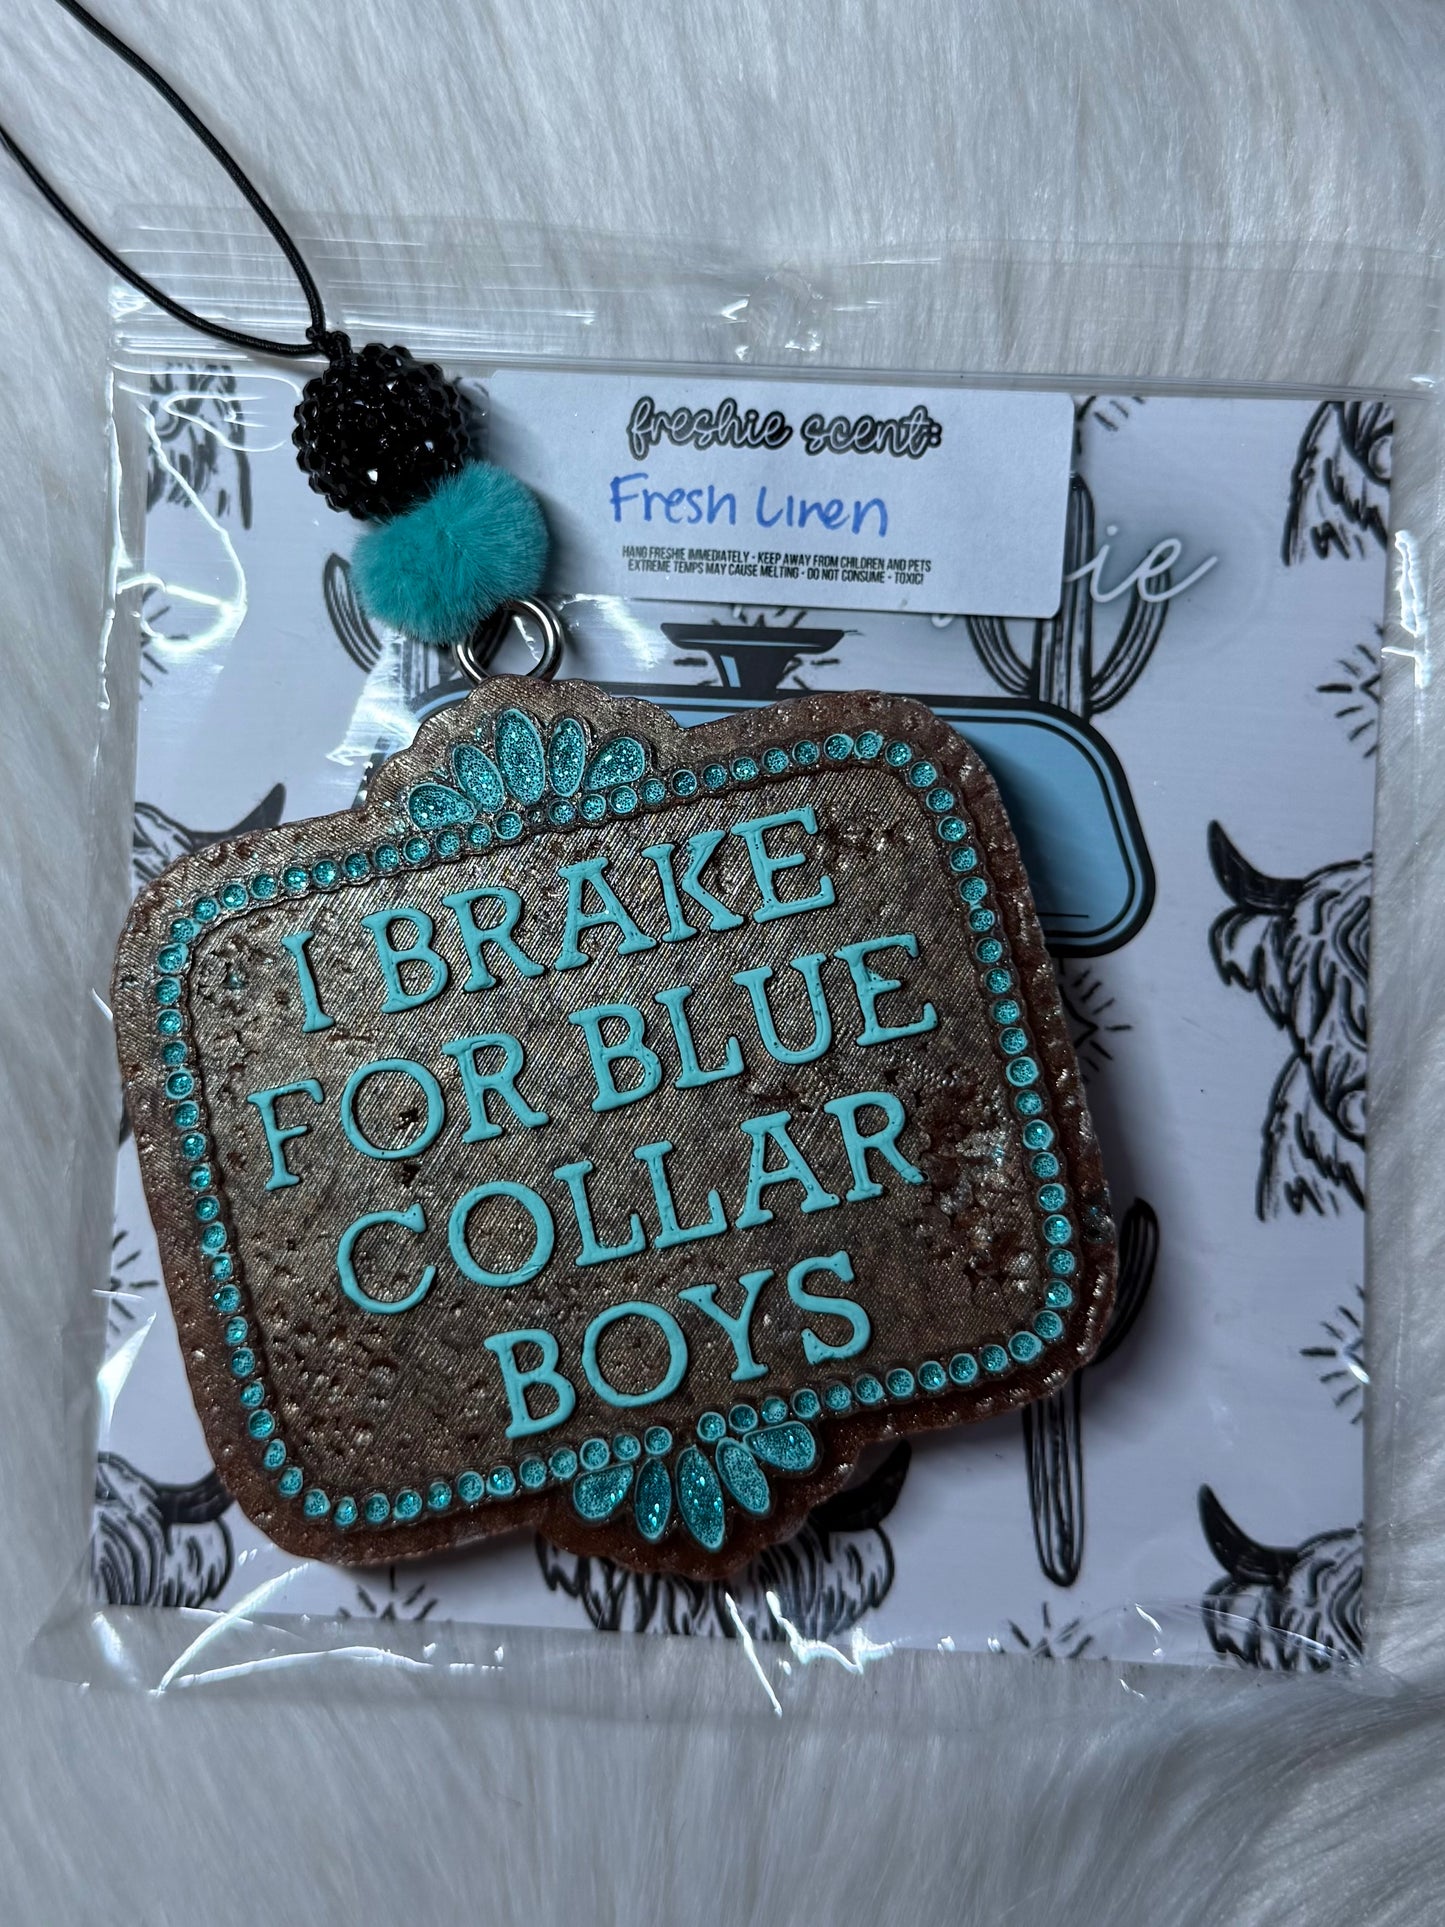 freshie scent:
Fresh Linen
HANG FRESHIE IMMEDIATELY - KEEP AWAY FROM CHILDREN AND PETS
EXTREME TEMPS MAY CAUSE MELTING - DO NOT CONSUME - TOXIC!
ie
I BRAKE
FOR BLUE
COLLAR
BOYS